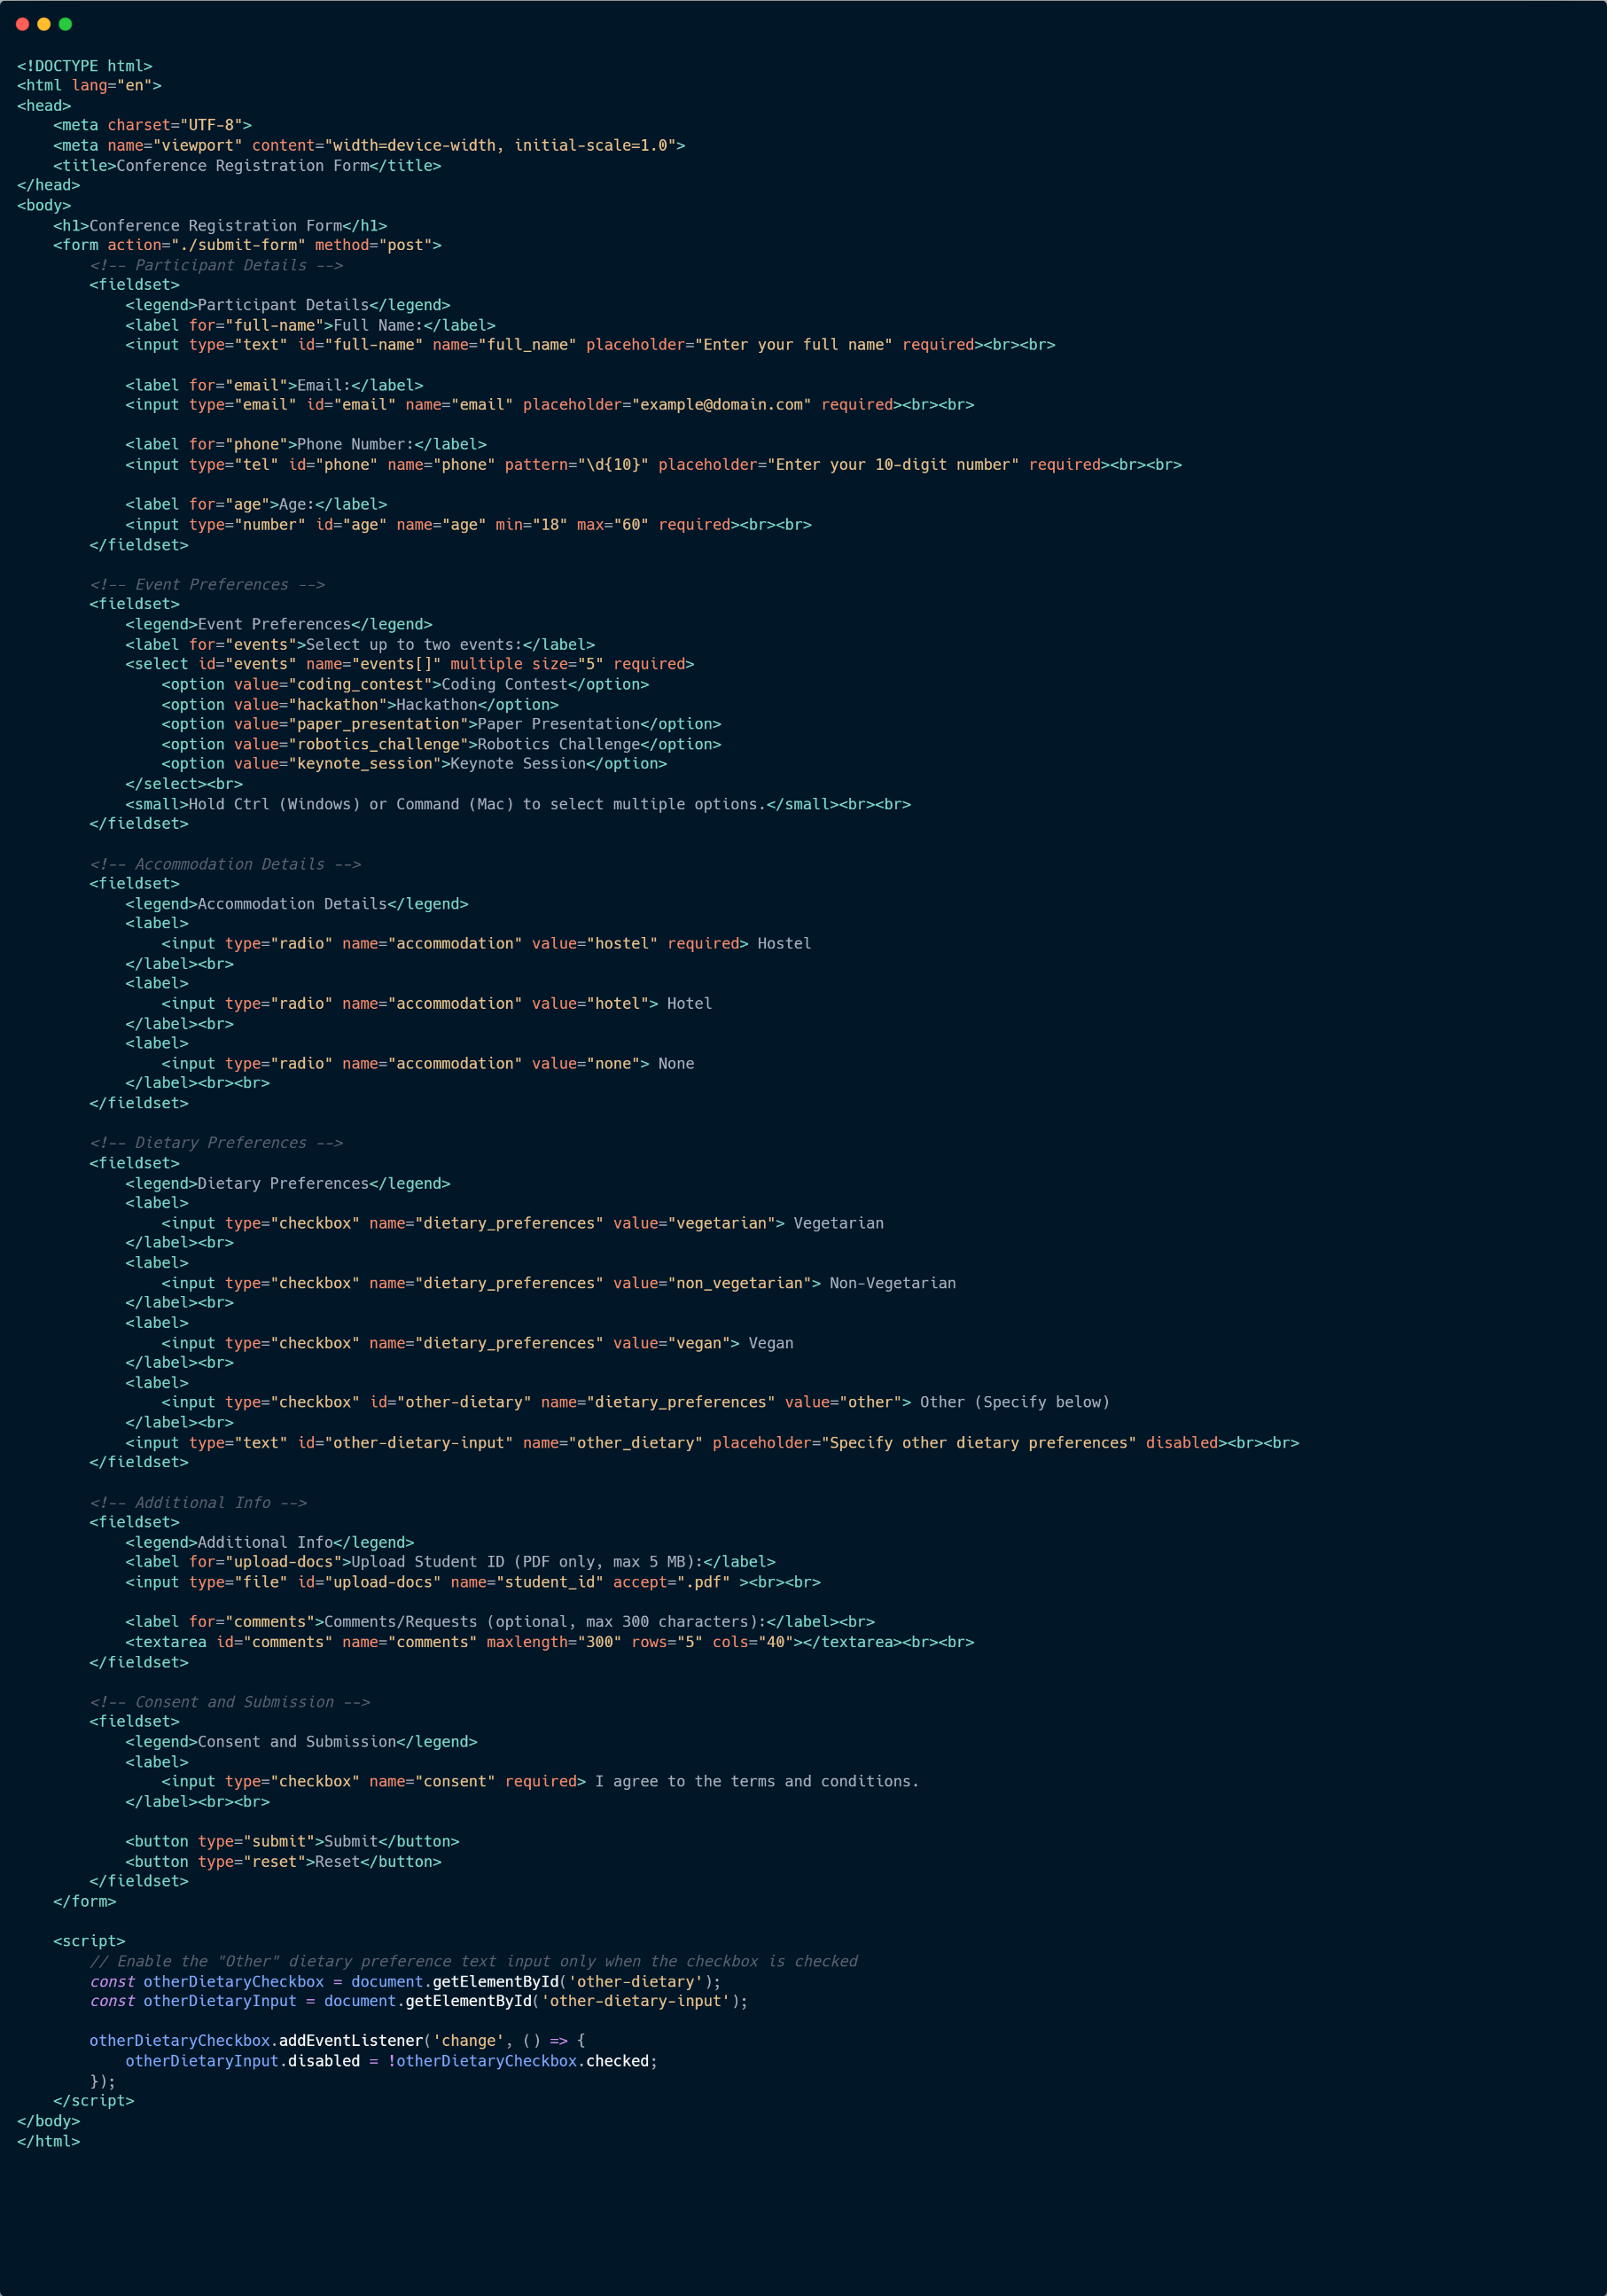 <!DOCTYPE html>
<html lang="en">
<head>
    <meta charset="UTF-8">
    <meta name="viewport" content="width=device-width, initial-scale=1.0">
    <title>Conference Registration Form</title>
</head>
<body>
    <h1>Conference Registration Form</h1>
    <form action="./submit-form" method="post">
        <!-- Participant Details -->
        <fieldset>
            <legend>Participant Details</legend>
            <label for="full-name">Full Name:</label>
            <input type="text" id="full-name" name="full_name" placeholder="Enter your full name" required><br><br>

            <label for="email">Email:</label>
            <input type="email" id="email" name="email" placeholder="example@domain.com" required><br><br>

            <label for="phone">Phone Number:</label>
            <input type="tel" id="phone" name="phone" pattern="\d{10}" placeholder="Enter your 10-digit number" required><br><br>

            <label for="age">Age:</label>
            <input type="number" id="age" name="age" min="18" max="60" required><br><br>
        </fieldset>

        <!-- Event Preferences -->
        <fieldset>
            <legend>Event Preferences</legend>
            <label for="events">Select up to two events:</label>
            <select id="events" name="events[]" multiple size="5" required>
                <option value="coding_contest">Coding Contest</option>
                <option value="hackathon">Hackathon</option>
                <option value="paper_presentation">Paper Presentation</option>
                <option value="robotics_challenge">Robotics Challenge</option>
                <option value="keynote_session">Keynote Session</option>
            </select><br>
            <small>Hold Ctrl (Windows) or Command (Mac) to select multiple options.</small><br><br>
        </fieldset>

        <!-- Accommodation Details -->
        <fieldset>
            <legend>Accommodation Details</legend>
            <label>
                <input type="radio" name="accommodation" value="hostel" required> Hostel
            </label><br>
            <label>
                <input type="radio" name="accommodation" value="hotel"> Hotel
            </label><br>
            <label>
                <input type="radio" name="accommodation" value="none"> None
            </label><br><br>
        </fieldset>

        <!-- Dietary Preferences -->
        <fieldset>
            <legend>Dietary Preferences</legend>
            <label>
                <input type="checkbox" name="dietary_preferences" value="vegetarian"> Vegetarian
            </label><br>
            <label>
                <input type="checkbox" name="dietary_preferences" value="non_vegetarian"> Non-Vegetarian
            </label><br>
            <label>
                <input type="checkbox" name="dietary_preferences" value="vegan"> Vegan
            </label><br>
            <label>
                <input type="checkbox" id="other-dietary" name="dietary_preferences" value="other"> Other (Specify below)
            </label><br>
            <input type="text" id="other-dietary-input" name="other_dietary" placeholder="Specify other dietary preferences" disabled><br><br>
        </fieldset>

        <!-- Additional Info -->
        <fieldset>
            <legend>Additional Info</legend>
            <label for="upload-docs">Upload Student ID (PDF only, max 5 MB):</label>
            <input type="file" id="upload-docs" name="student_id" accept=".pdf" ><br><br>

            <label for="comments">Comments/Requests (optional, max 300 characters):</label><br>
            <textarea id="comments" name="comments" maxlength="300" rows="5" cols="40"></textarea><br><br>
        </fieldset>

        <!-- Consent and Submission -->
        <fieldset>
            <legend>Consent and Submission</legend>
            <label>
                <input type="checkbox" name="consent" required> I agree to the terms and conditions.
            </label><br><br>

            <button type="submit">Submit</button>
            <button type="reset">Reset</button>
        </fieldset>
    </form>

    <script>
        // Enable the "Other" dietary preference text input only when the checkbox is checked
        const otherDietaryCheckbox = document.getElementById('other-dietary');
        const otherDietaryInput = document.getElementById('other-dietary-input');

        otherDietaryCheckbox.addEventListener('change', () => {
            otherDietaryInput.disabled = !otherDietaryCheckbox.checked;
        });
    </script>
</body>
</html>